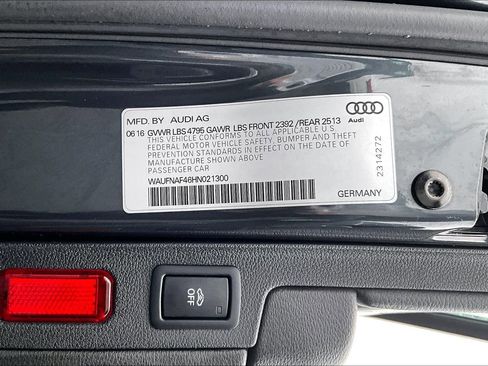 MFD. BY AUDI AG
0616 GVWR LBS 4795 GAWR LBS FRONT 2392 /REAR 2513
THIS VEHICLE CONFORMS TO ALL APPLICABLE U.S.
FEDERAL MOTOR VEHICLE SAFETY, BUMPER AND THEFT
PREVENTION STANDARDS IN EFFECT ON THE DATE OF
MANUFACTURE SHOWN ABOVE
PASSENGER CAR
WAUFNAF46HN021300
GERMANY
Audi
2314272
OFF